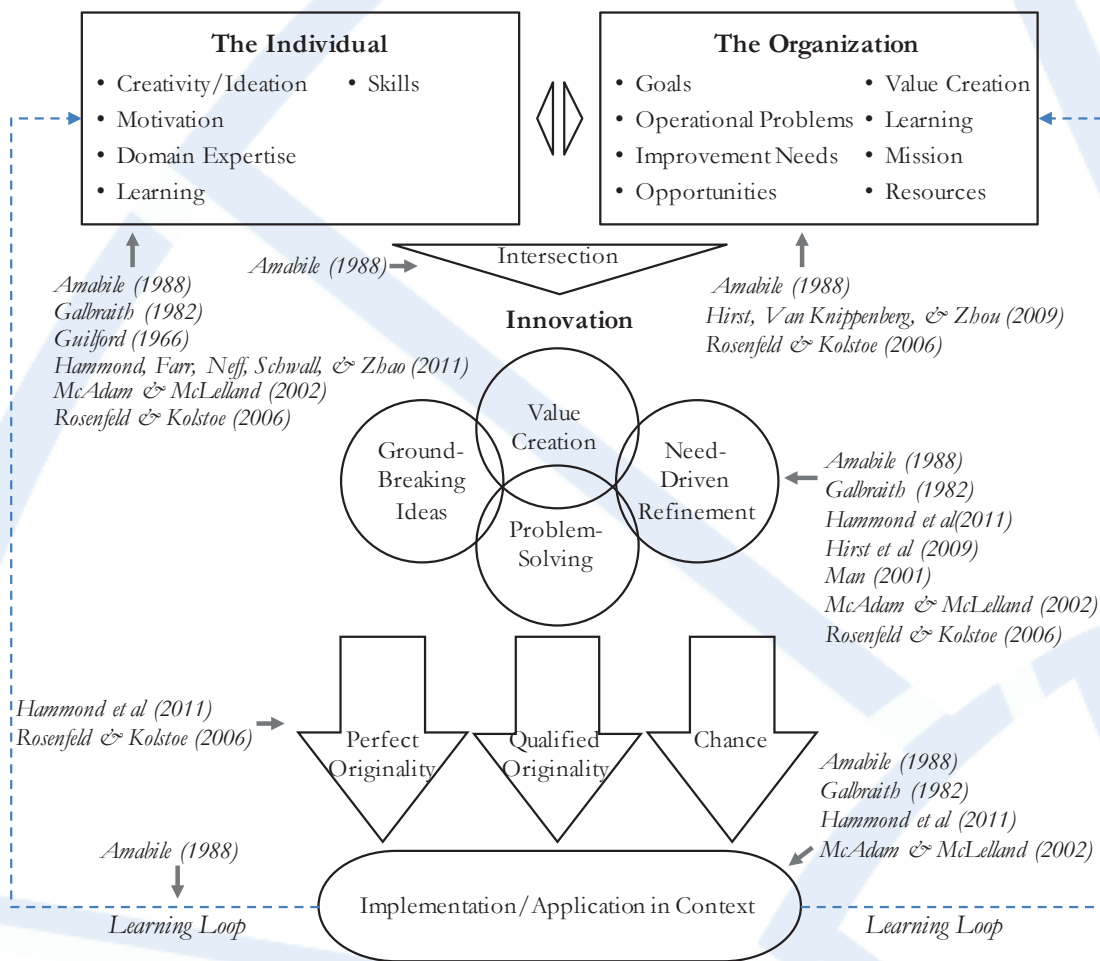 The Individual
• Creativity/Ideation
• Motivation
• Domain Expertise
• Learning
• Skills
The Organization
• Goals
• Operational Problems
• Improvement Needs
• Opportunities
• Value Creation
• Learning
• Mission
• Resources
Amabile (1988)
Galbraith (1982)
Guilford (1966)
Hammond, Farr, Neff, Schwall, & Zhao (2011)
McAdam & McLelland (2002)
Rosenfeld & Kolstoe (2006)
Amabile (1988)
Intersection
Amabile (1988)
Hirst, Van Knippenberg, & Zhou (2009)
Rosenfeld & Kolstoe (2006)
Innovation
Value
Creation
Ground-
Breaking
Ideas
Need-
Driven
Refinement
Problem-
Solving
Amabile (1988)
Galbraith (1982)
Hammond et al(2011)
Hirst et al (2009)
Man (2001)
McAdam & McLelland (2002)
Rosenfeld & Kolstoe (2006)
Hammond et al (2011)
Rosenfeld & Kolstoe (2006)
Perfect
Originality
Qualified
Originality
Chance
Amabile (1988)
Galbraith (1982)
Hammond et al (2011)
McAdam & McLelland (2002)
Amabile (1988)
Learning Loop
Implementation/Application in Context
Learning Loop